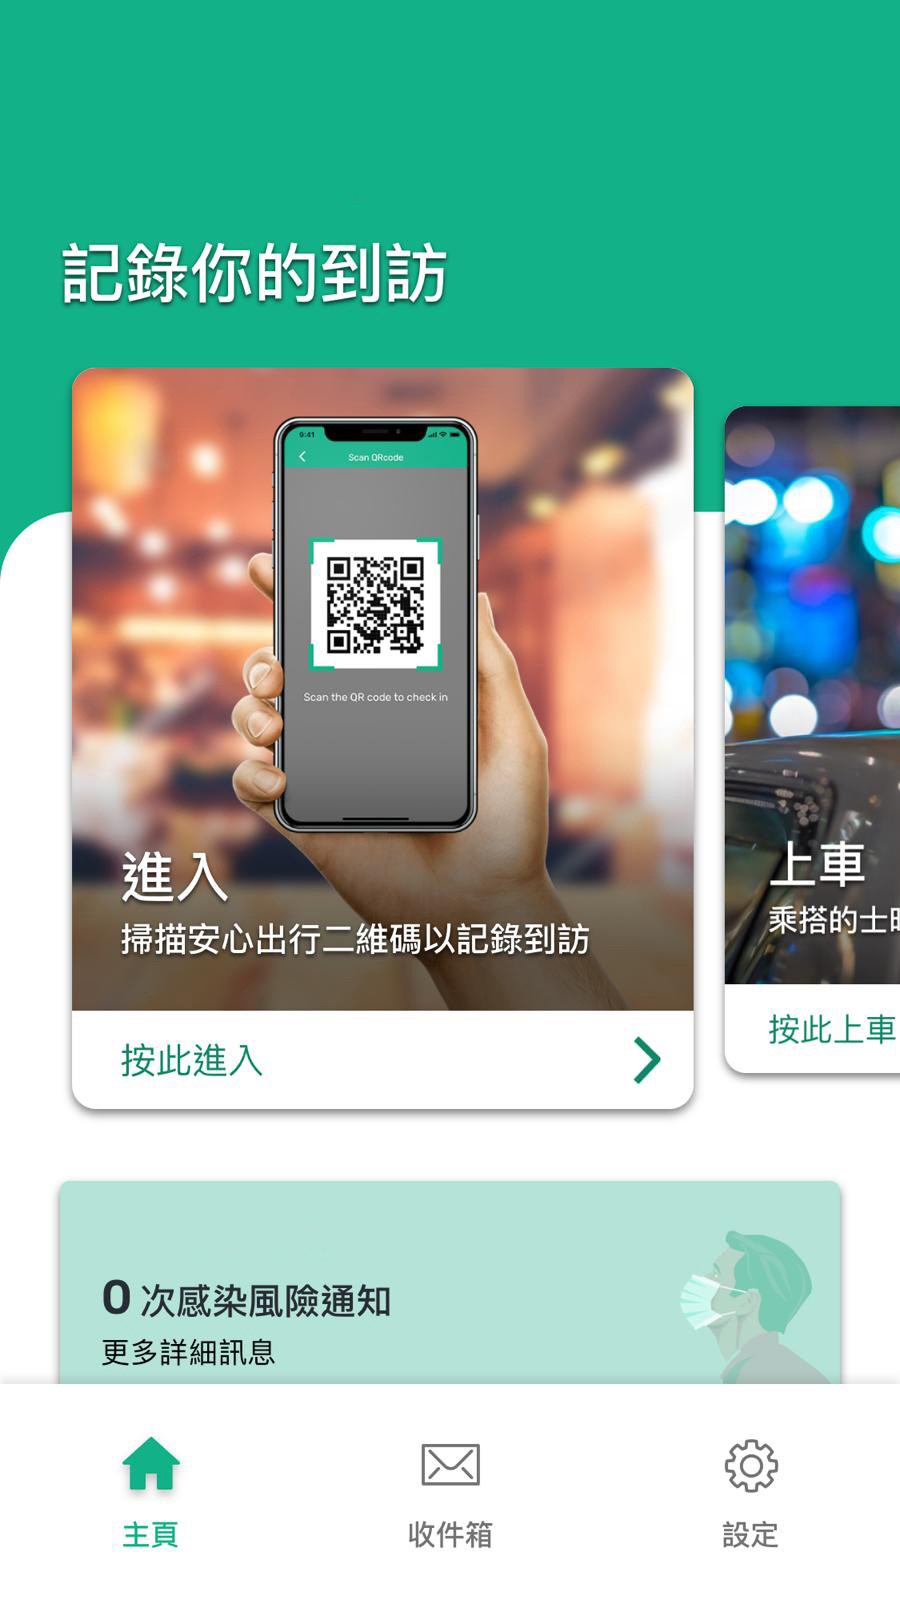 記錄你的到訪
9:41
Scan QRcode
Scan the QR code to check in
進入
掃描安心出行二維碼以記錄到訪
按此進入
上車
乘搭的士
按此上車
0 次感染風險通知
更多詳細訊息
主頁
收件箱
設定